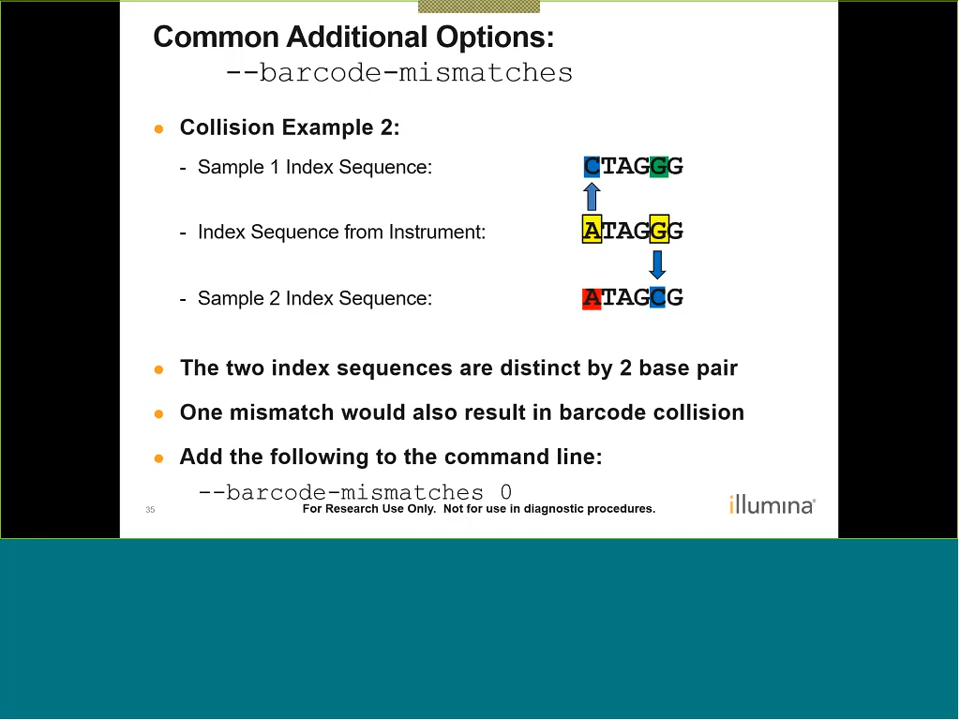 Common Additional Options:
--barcode-mismatches
• Collision Example 2:
- Sample 1 Index Sequence: CTAGGG
- Index Sequence from Instrument: ATAGGG
- Sample 2 Index Sequence: ATAGCG
• The two index sequences are distinct by 2 base pair
• One mismatch would also result in barcode collision
• Add the following to the command line:
--barcode-mismatches 0
35 For Research Use Only. Not for use in diagnostic procedures. illumina®